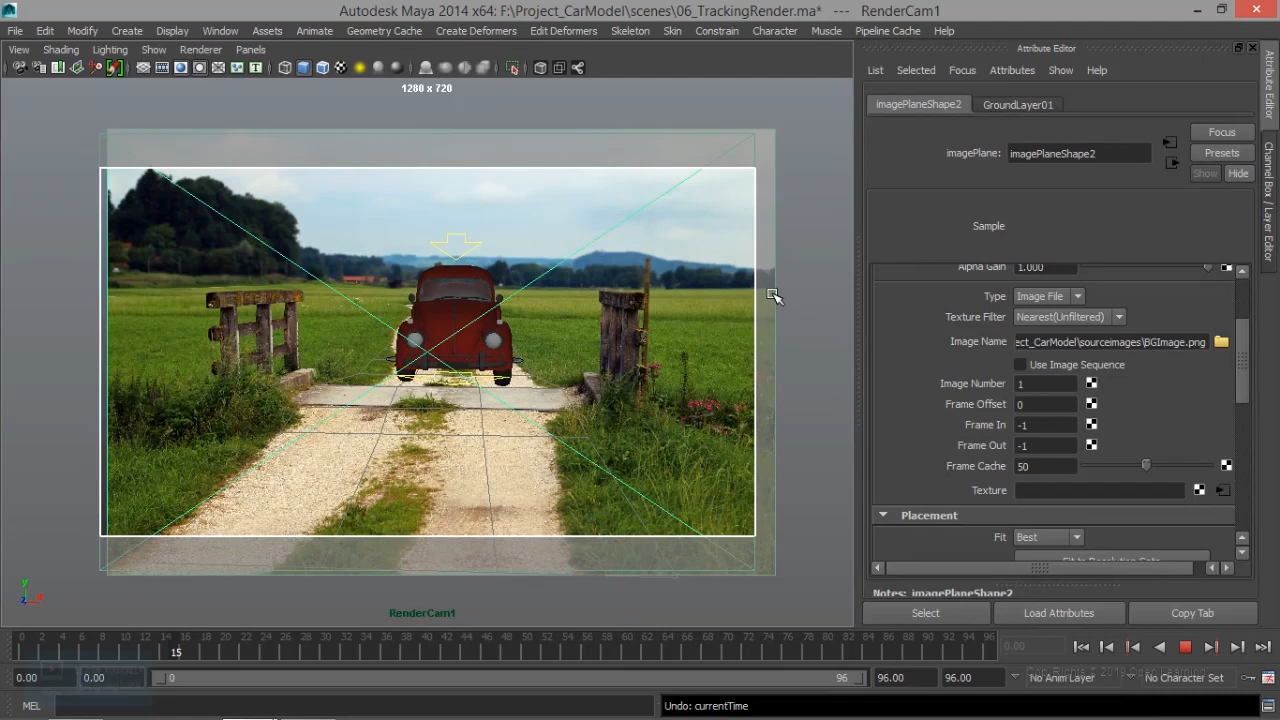 Autodesk Maya 2014 x64: F:\Project_CarModel\scenes\06_TrackingRender.ma* --- RenderCam1
File Edit Modify Create Display Window Assets Animate Geometry Cache Create Deformers Edit Deformers Skeleton Skin Constrain Character Muscle Pipeline Cache Help
View Shading Lighting Show Renderer Panels
Attribute Editor
List Selected Focus Attributes Show Help
1280 x 720
imagePlaneShape2 GroundLayer01
Focus
imagePlane: imagePlaneShape2
Presets
Show Hide
Sample
Alpha Gain 1.000
Type Image File
Texture Filter Nearest(Unfiltered)
Image Name ect_CarModel\sourceimages\BGImage.png
Use Image Sequence
Image Number 1
Frame Offset 0
Frame In -1
Frame Out -1
Frame Cache 50
Texture
Placement
Fit Best
Fit to Resolution Gate
Notes: imagePlaneShape2
Select Load Attributes Copy Tab
Attribute Editor
Channel Box / Layer Editor
y
z x
RenderCam1
0 2 4 6 8 10 12 14 16 18 20 22 24 26 28 30 32 34 36 38 40 42 44 46 48 50 52 54 56 58 60 62 64 66 68 70 72 74 76 78 80 82 84 86 88 90 92 94 96
15
0.00
0.00 0.00 0 96 96.00 96.00 No Anim Layer No Character Set
MEL Undo: currentTime